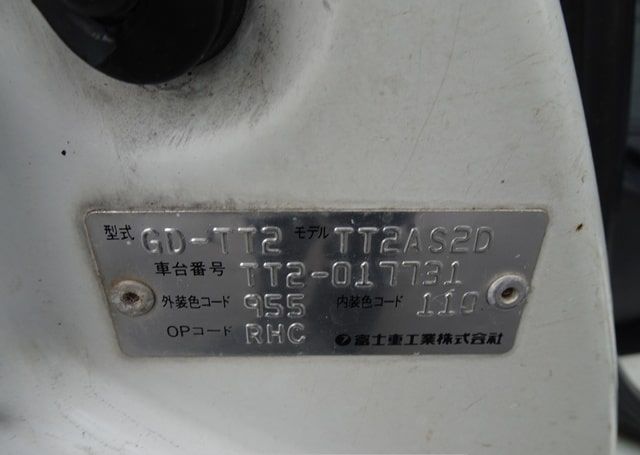 型式 GD-TT2 モデル TT2AS2D
車台番号 TT2-017731
外装色コード 955 内装色コード 110
OPコード RHC 富士重工業株式会社